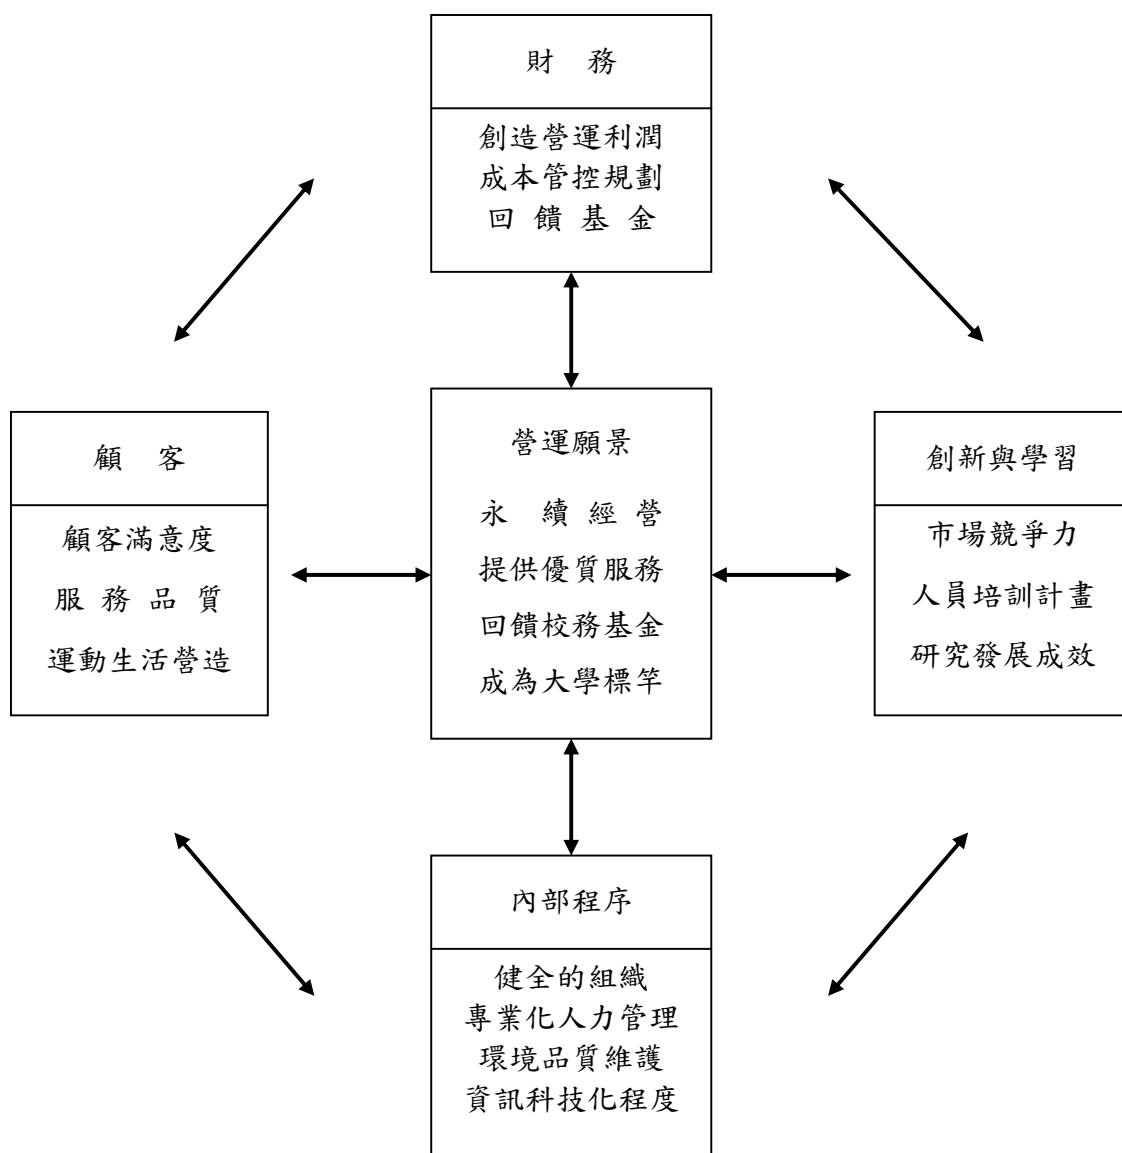 財　務
創造營運利潤
成本管控規劃
回 饋 基 金
顧　客
顧客滿意度
服 務 品 質
運動生活營造
營運願景
永　續 經 營
提供優質服務
回饋校務基金
成為大學標竿
創新與學習
市場競爭力
人員培訓計畫
研究發展成效
內部程序
健全的組織
專業化人力管理
環境品質維護
資訊科技化程度